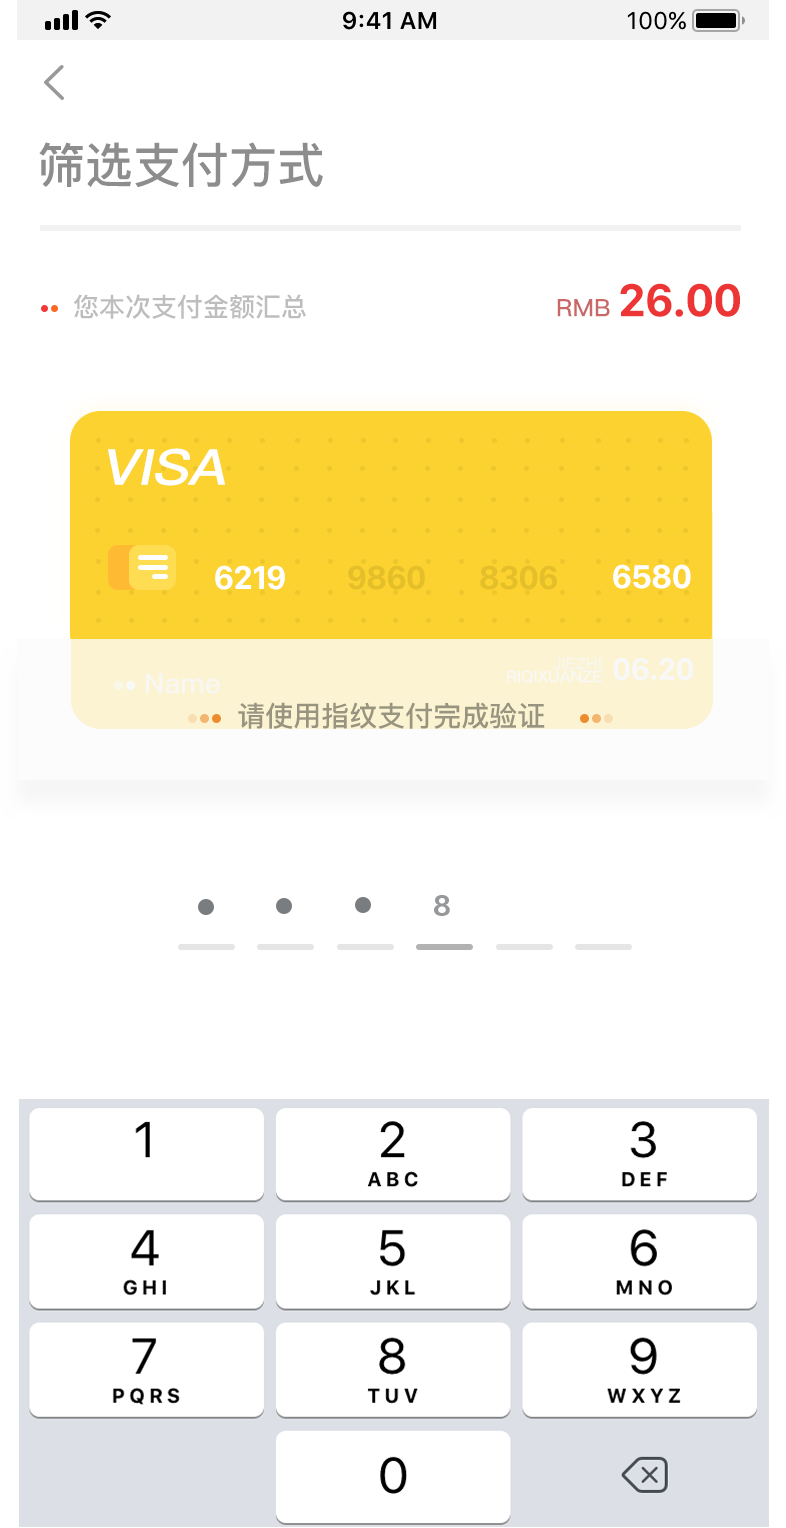 9:41 AM 100%
筛选支付方式
您本次支付金额汇总 RMB 26.00
VISA
6219 9860 8306 6580
JIEZHI
Name RIQIXUANZE 06.20
请使用指纹支付完成验证
8
1 2 3
ABC DEF
4 5 6
GHI JKL MNO
7 8 9
PQRS TUV WXYZ
0